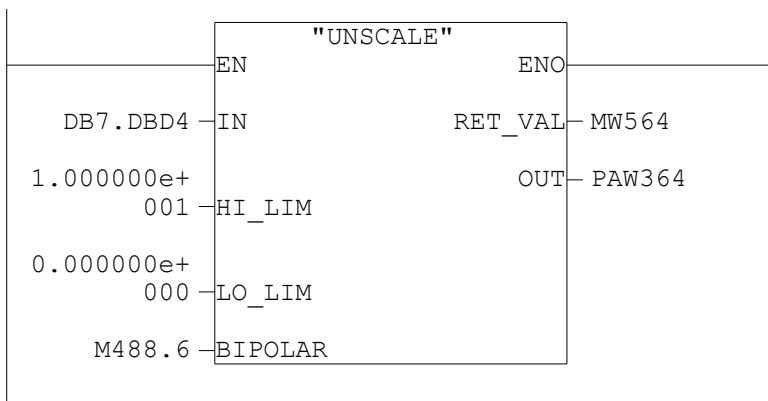 "UNSCALE"
EN ENO
DB7.DBD4 IN RET_VAL MW564
1.000000e+ OUT PAW364
001 HI_LIM
0.000000e+
000 LO_LIM
M488.6 BIPOLAR